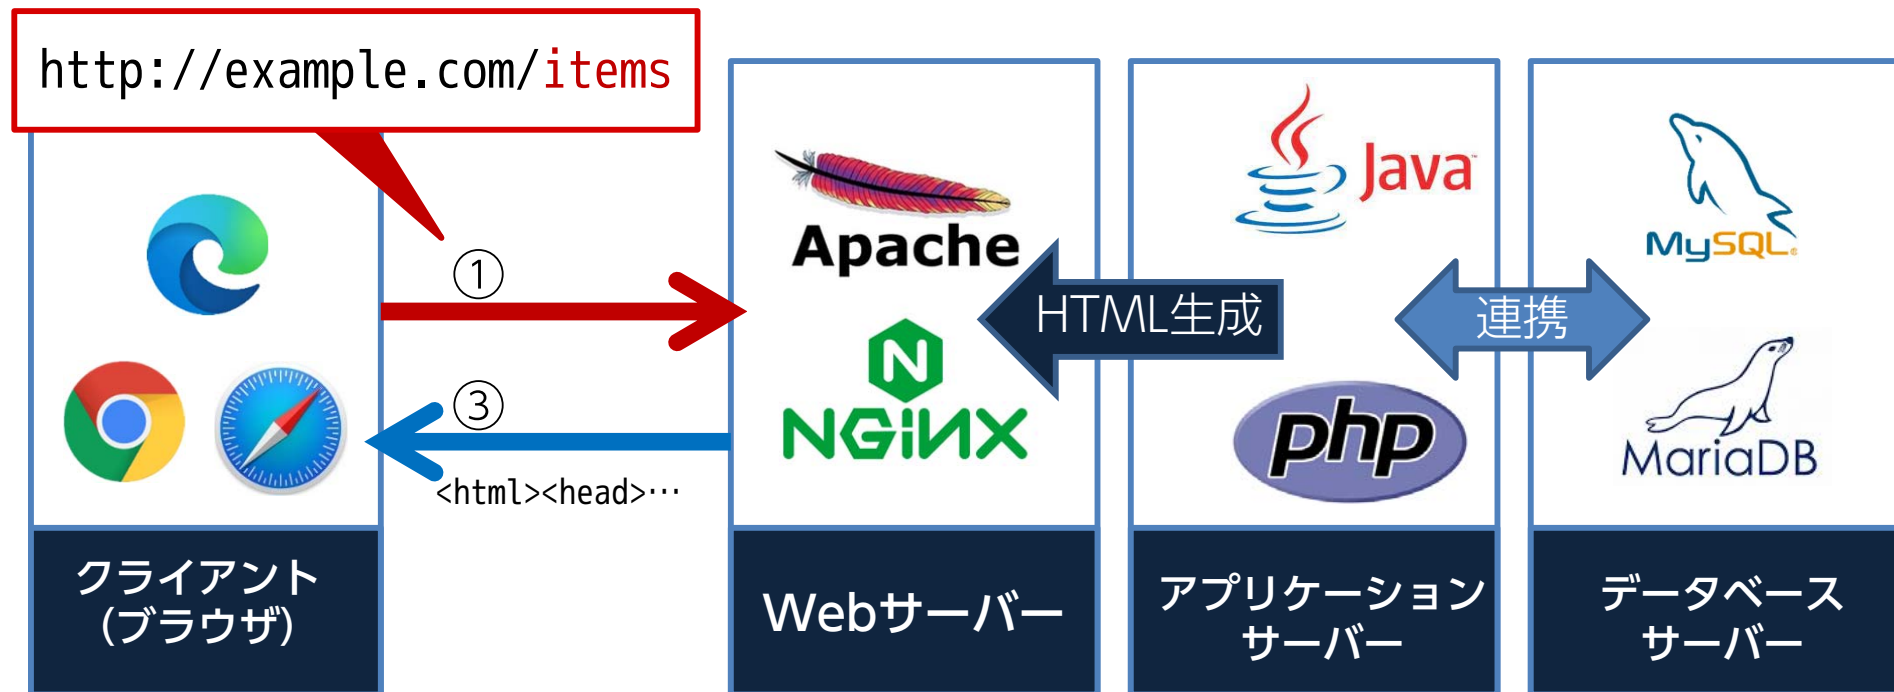 http://example.com/items
①
③
<html><head>…
クライアント
(ブラウザ)
Apache
NGINX
Webサーバー
HTML生成
Java
php
アプリケーション
サーバー
連携
MySQL
MariaDB
データベース
サーバー